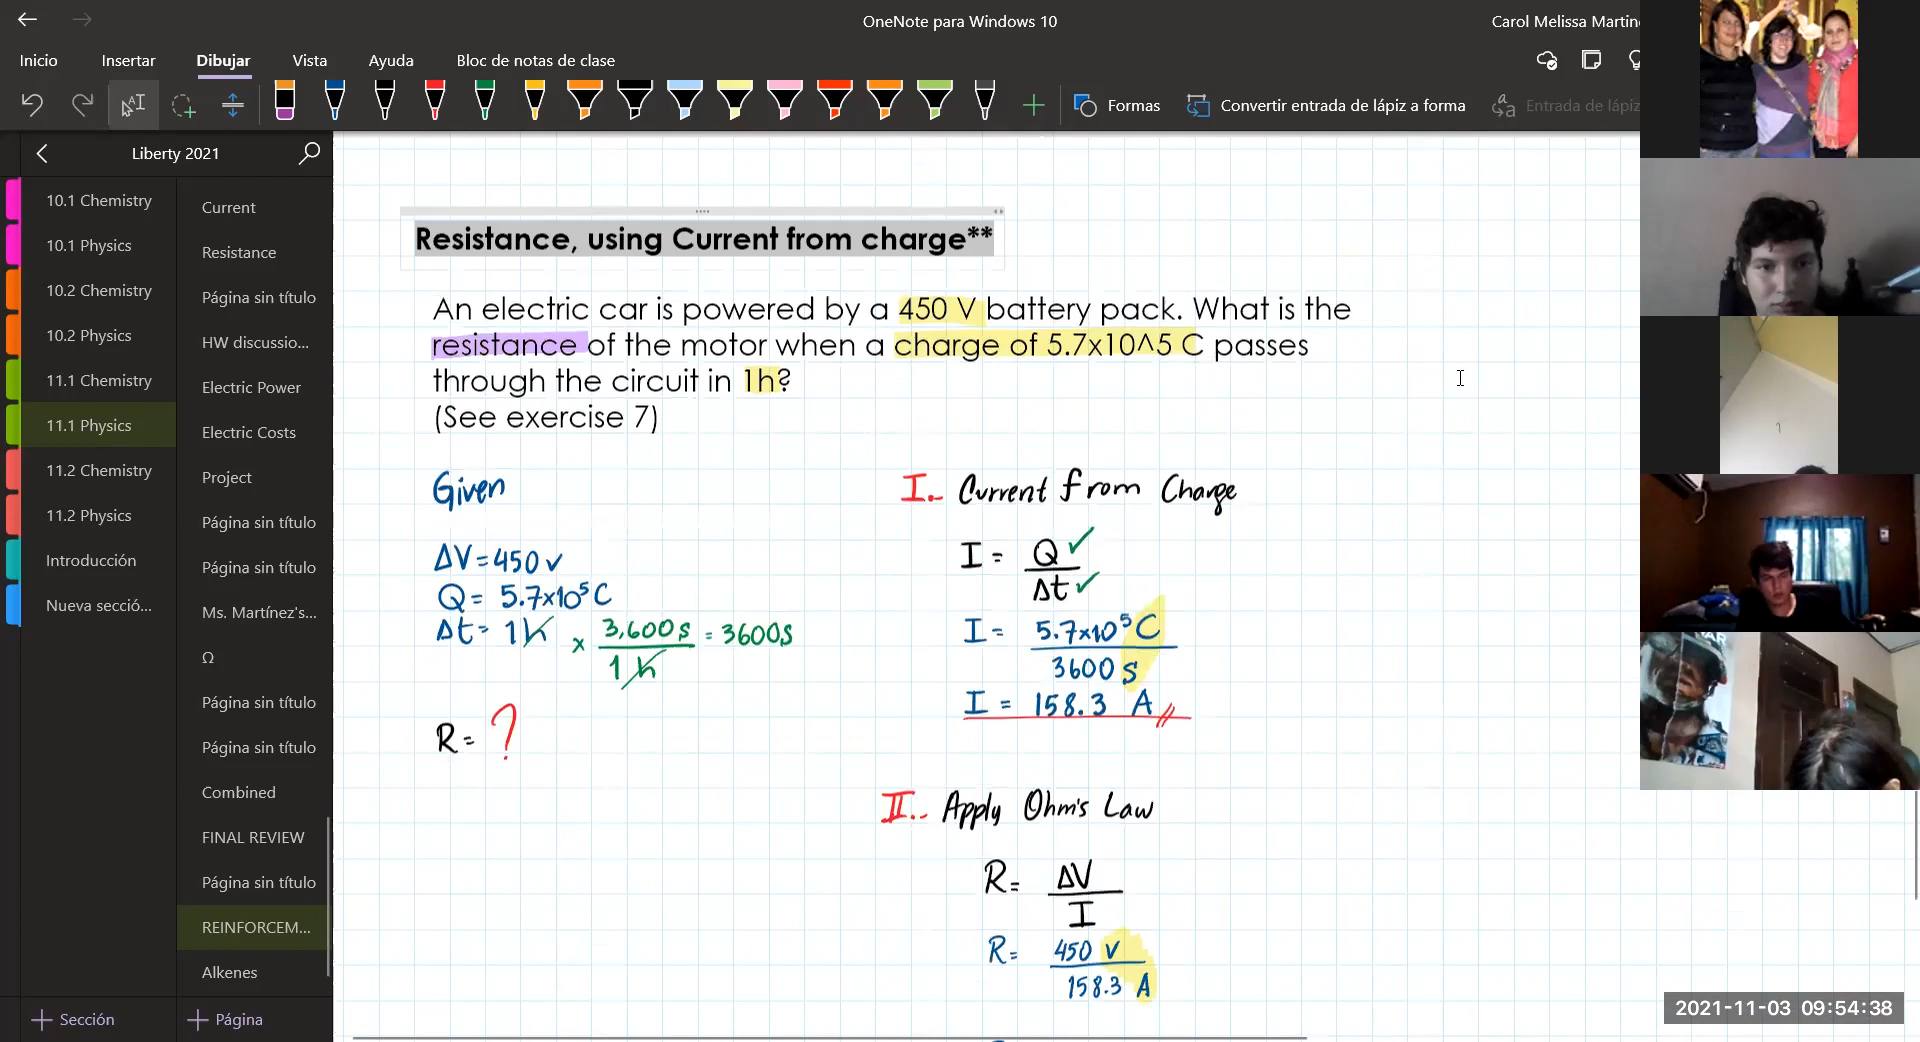 OneNote para Windows 10
Carol Melissa Martin
Inicio Insertar Dibujar Vista Ayuda Bloc de notas de clase
Formas Convertir entrada de lápiz a forma Entrada de lápiz
Liberty 2021
10.1 Chemistry
10.1 Physics
10.2 Chemistry
10.2 Physics
11.1 Chemistry
11.1 Physics
11.2 Chemistry
11.2 Physics
Introducción
Nueva secció...
Sección
Current
Resistance
Página sin título
HW discussio...
Electric Power
Electric Costs
Project
Página sin título
Página sin título
Ms. Martínez's...
Ω
Página sin título
Página sin título
Combined
FINAL REVIEW
Página sin título
REINFORCEM...
Alkenes
Página
Resistance, using Current from charge**
An electric car is powered by a 450 V battery pack. What is the
resistance of the motor when a charge of 5.7x10^5 C passes
through the circuit in 1h?
(See exercise 7)
Given
ΔV = 450 V
Q = 5.7x10⁵ C
Δt = 1h x 3,600s / 1h = 3600s
R = ?
I.- Current from Charge
I = Q ✓ / Δt ✓
I = 5.7x10⁵ C / 3600 s
I = 158.3 A //
II.- Apply Ohm's Law
R = ΔV / I
R = 450 V / 158.3 A
2021-11-03 09:54:38